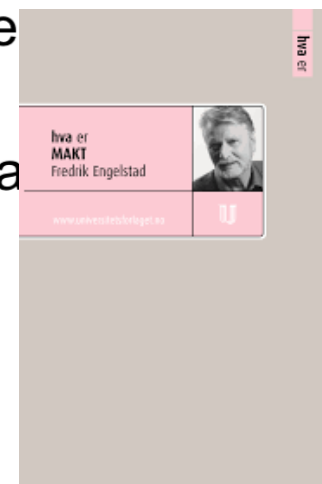 e
hva er
hva er
MAKT
Fredrik Engelstad
a
www.universitetsforlaget.no
U